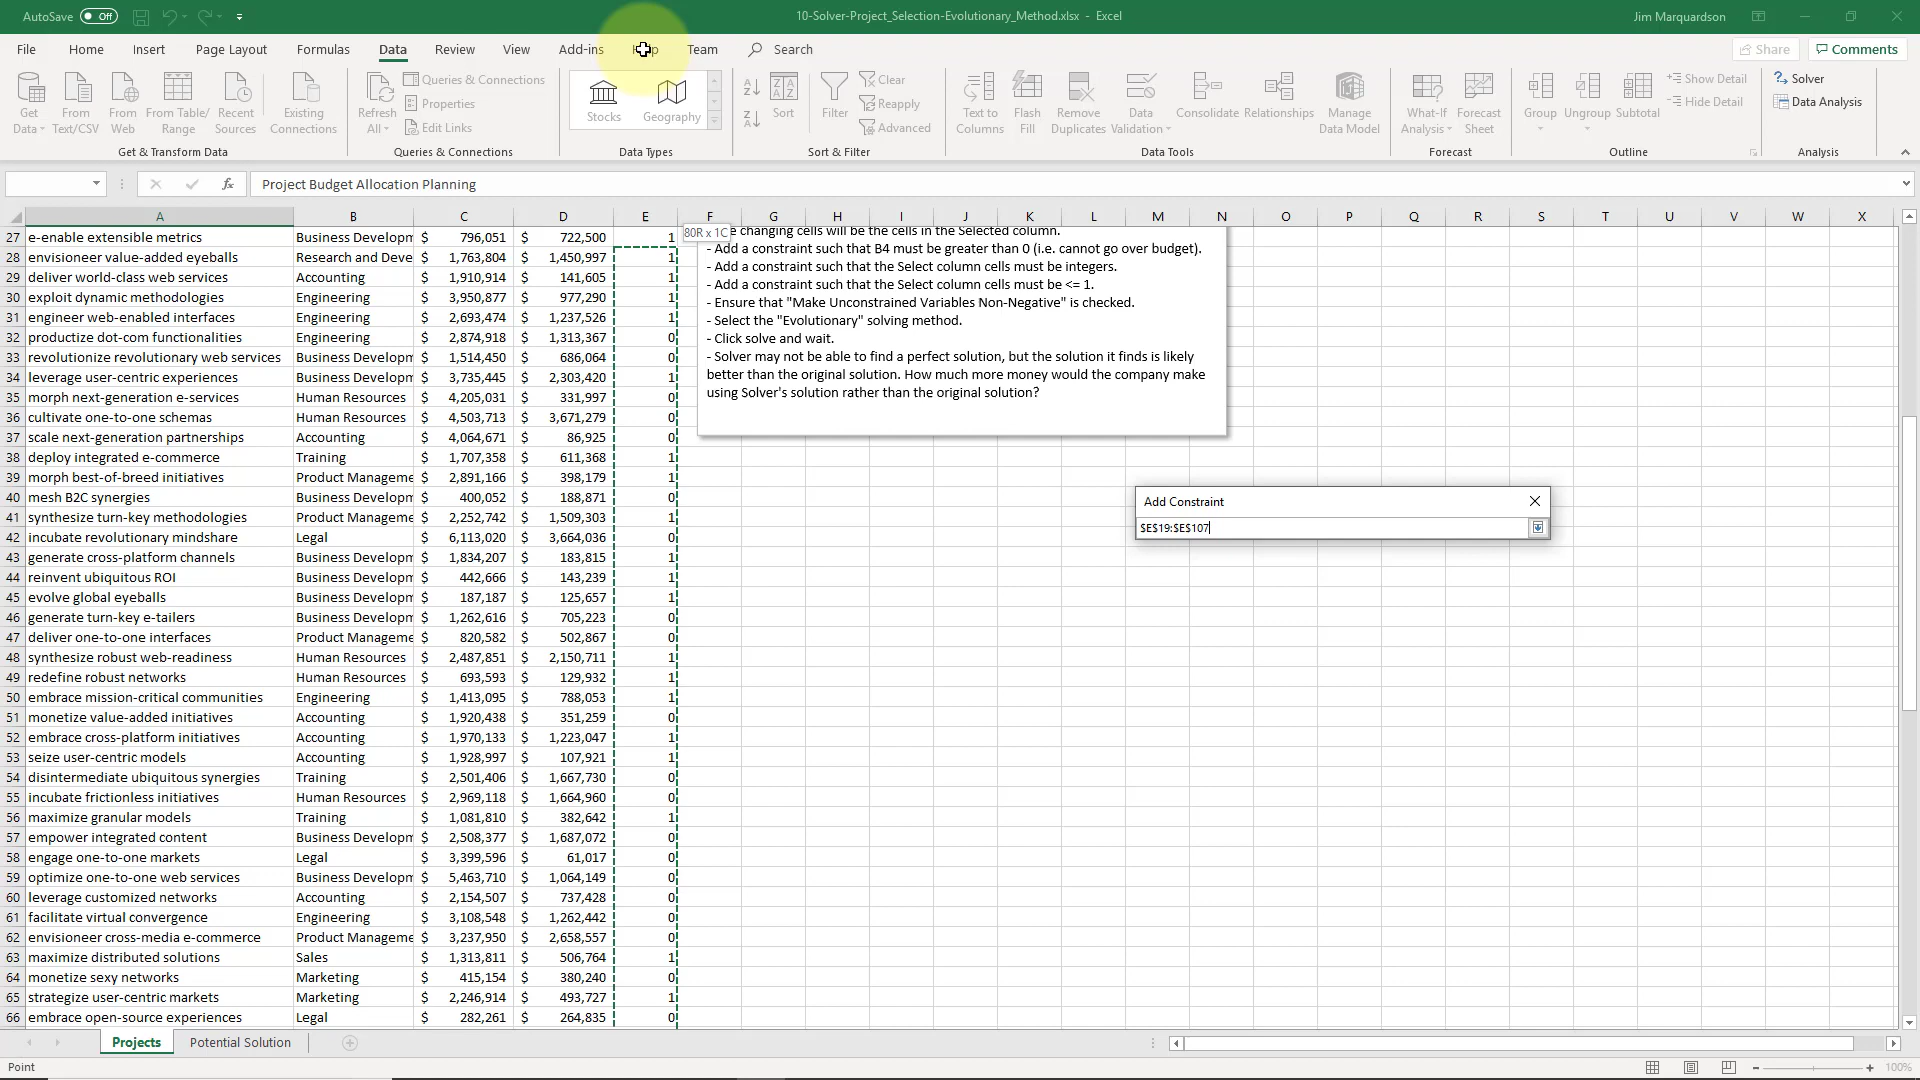 AutoSave Off
10-Solver-Project_Selection-Evolutionary_Method.xlsx - Excel
Jim Marquardson
File Home Insert Page Layout Formulas Data Review View Add-ins Team Search Share Comments
Get Data From Text/CSV From Web From Table/Range Recent Sources Existing Connections
Get & Transform Data
Refresh All Queries & Connections Properties Edit Links
Queries & Connections
Stocks Geography
Data Types
Sort Filter Clear Reapply Advanced
Sort & Filter
Text to Columns Flash Fill Remove Duplicates Data Validation Consolidate Relationships Manage Data Model
Data Tools
What-If Analysis Forecast Sheet
Forecast
Group Ungroup Subtotal Show Detail Hide Detail
Outline
Solver Data Analysis
Analysis
fx Project Budget Allocation Planning
A B C D E F G H I J K L M N O P Q R S T U V W X
80R x 1C
27 e-enable extensible metrics Business Developm $ 796,051 $ 722,500 1
28 envisioneer value-added eyeballs Research and Deve $ 1,763,804 $ 1,450,997 1
29 deliver world-class web services Accounting $ 1,910,914 $ 141,605 1
30 exploit dynamic methodologies Engineering $ 3,950,877 $ 977,290 1
31 engineer web-enabled interfaces Engineering $ 2,693,474 $ 1,237,526 1
32 productize dot-com functionalities Engineering $ 2,874,918 $ 1,313,367 0
33 revolutionize revolutionary web services Business Developm $ 1,514,450 $ 686,064 0
34 leverage user-centric experiences Business Developm $ 3,735,445 $ 2,303,420 1
35 morph next-generation e-services Human Resources $ 4,205,031 $ 331,997 0
36 cultivate one-to-one schemas Human Resources $ 4,503,713 $ 3,671,279 0
37 scale next-generation partnerships Accounting $ 4,064,671 $ 86,925 0
38 deploy integrated e-commerce Training $ 1,707,358 $ 611,368 1
39 morph best-of-breed initiatives Product Manageme $ 2,891,166 $ 398,179 1
40 mesh B2C synergies Business Developm $ 400,052 $ 188,871 0
41 synthesize turn-key methodologies Product Manageme $ 2,252,742 $ 1,509,303 1
42 incubate revolutionary mindshare Legal $ 6,113,020 $ 3,664,036 0
43 generate cross-platform channels Business Developm $ 1,834,207 $ 183,815 1
44 reinvent ubiquitous ROI Business Developm $ 442,666 $ 143,239 1
45 evolve global eyeballs Business Developm $ 187,187 $ 125,657 1
46 generate turn-key e-tailers Business Developm $ 1,262,616 $ 705,223 0
47 deliver one-to-one interfaces Product Manageme $ 820,582 $ 502,867 0
48 synthesize robust web-readiness Human Resources $ 2,487,851 $ 2,150,711 1
49 redefine robust networks Human Resources $ 693,593 $ 129,932 1
50 embrace mission-critical communities Engineering $ 1,413,095 $ 788,053 1
51 monetize value-added initiatives Accounting $ 1,920,438 $ 351,259 0
52 embrace cross-platform initiatives Accounting $ 1,970,133 $ 1,223,047 1
53 seize user-centric models Accounting $ 1,928,997 $ 107,921 1
54 disintermediate ubiquitous synergies Training $ 2,501,406 $ 1,667,730 0
55 incubate frictionless initiatives Human Resources $ 2,969,118 $ 1,664,960 0
56 maximize granular models Training $ 1,081,810 $ 382,642 1
57 empower integrated content Business Developm $ 2,508,377 $ 1,687,072 0
58 engage one-to-one markets Legal $ 3,399,596 $ 61,017 0
59 optimize one-to-one web services Business Developm $ 5,463,710 $ 1,064,149 0
60 leverage customized networks Accounting $ 2,154,507 $ 737,428 0
61 facilitate virtual convergence Engineering $ 3,108,548 $ 1,262,442 0
62 envisioneer cross-media e-commerce Product Manageme $ 3,237,950 $ 2,658,557 0
63 maximize distributed solutions Sales $ 1,313,811 $ 506,764 1
64 monetize sexy networks Marketing $ 415,154 $ 380,240 0
65 strategize user-centric markets Marketing $ 2,246,914 $ 493,727 1
66 embrace open-source experiences Legal $ 282,261 $ 264,835 0
changing cells will be the cells in the Selected column.
- Add a constraint such that B4 must be greater than 0 (i.e. cannot go over budget).
- Add a constraint such that the Select column cells must be integers.
- Add a constraint such that the Select column cells must be <= 1.
- Ensure that "Make Unconstrained Variables Non-Negative" is checked.
- Select the "Evolutionary" solving method.
- Click solve and wait.
- Solver may not be able to find a perfect solution, but the solution it finds is likely
better than the original solution. How much more money would the company make
using Solver's solution rather than the original solution?
Add Constraint
$E$19:$E$107
Projects Potential Solution
Point
100%